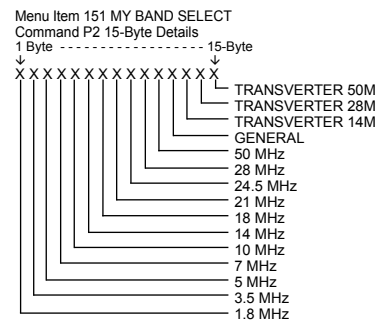 Menu Item 151 MY BAND SELECT
Command P2 15-Byte Details
1 Byte - - - - - - - - - - - - - - - 15-Byte
↓ ↓
X X X X X X X X X X X X X X X
TRANSVERTER 50M
TRANSVERTER 28M
TRANSVERTER 14M
GENERAL
50 MHz
28 MHz
24.5 MHz
21 MHz
18 MHz
14 MHz
10 MHz
7 MHz
5 MHz
3.5 MHz
1.8 MHz